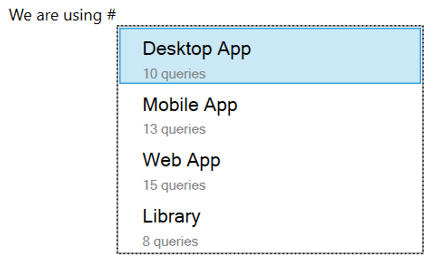 We are using #
Desktop App
10 queries
Mobile App
13 queries
Web App
15 queries
Library
8 queries